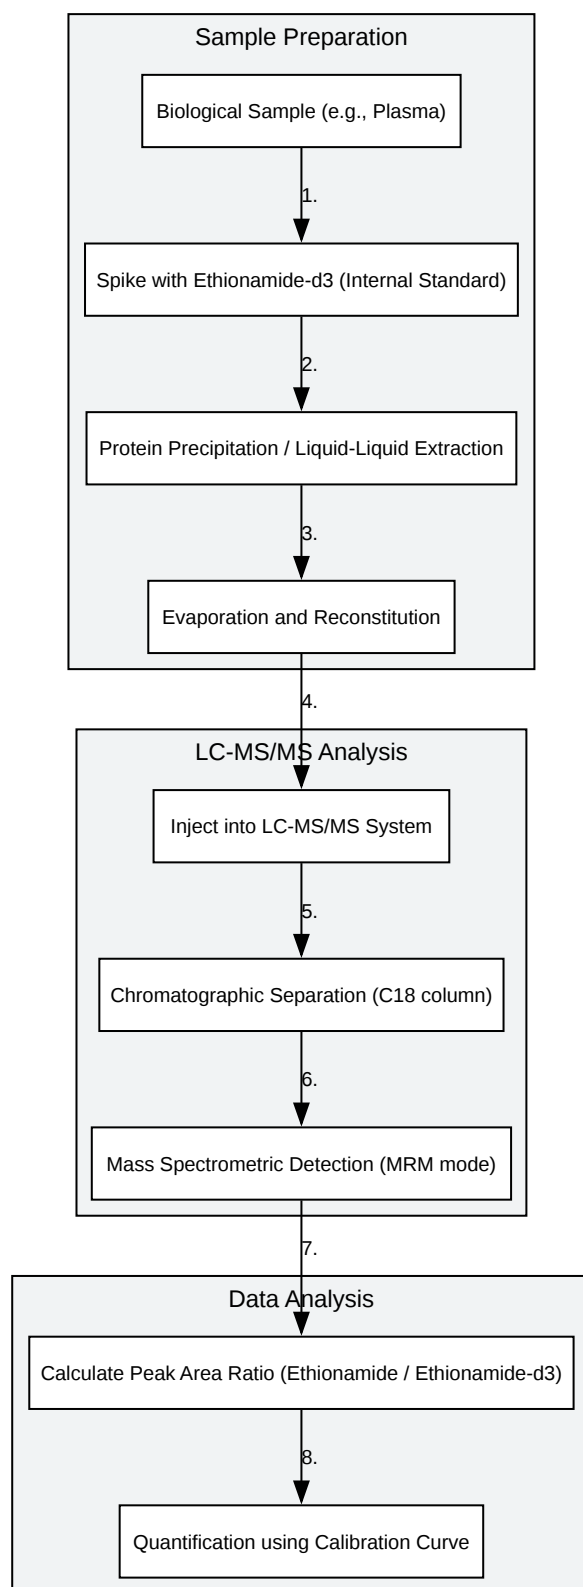 Sample Preparation
Biological Sample (e.g., Plasma)
1.
Spike with Ethionamide-d3 (Internal Standard)
2.
Protein Precipitation / Liquid-Liquid Extraction
3.
Evaporation and Reconstitution
4.
LC-MS/MS Analysis
Inject into LC-MS/MS System
5.
Chromatographic Separation (C18 column)
6.
Mass Spectrometric Detection (MRM mode)
7.
Data Analysis
Calculate Peak Area Ratio (Ethionamide / Ethionamide-d3)
8.
Quantification using Calibration Curve